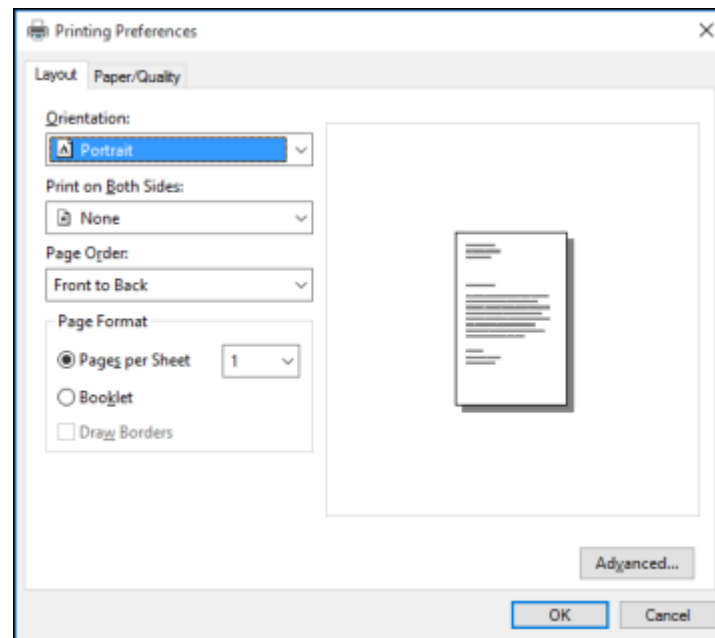 Printing Preferences
Layout Paper/Quality
Orientation:
Portrait
Print on Both Sides:
None
Page Order:
Front to Back
Page Format
Pages per Sheet 1
Booklet
Draw Borders
Advanced...
OK Cancel